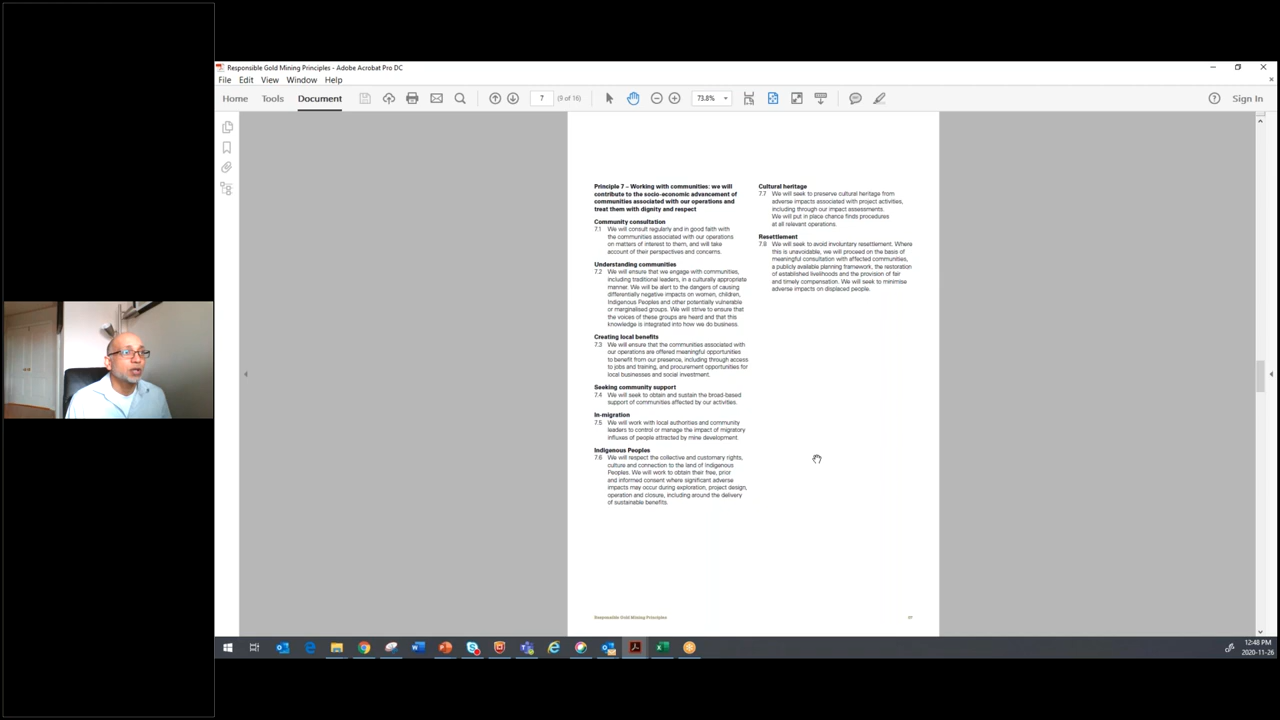 Responsible Gold Mining Principles - Adobe Acrobat Pro DC
File Edit View Window Help
Home Tools Document 7 (9 of 16) 73.8% Sign In
Principle 7 – Working with communities: we will
contribute to the socio-economic advancement of
communities associated with our operations and
treat them with dignity and respect
Community consultation
7.1 We will consult regularly and in good faith with
the communities associated with our operations
on matters of interest to them, and will take
account of their perspectives and concerns.
Understanding communities
7.2 We will ensure that we engage with communities,
including traditional leaders, in a culturally appropriate
manner. We will be alert to the dangers of causing
differentially negative impacts on women, children,
Indigenous Peoples and other potentially vulnerable
or marginalised groups. We will strive to ensure that
the voices of these groups are heard and that this
knowledge is integrated into how we do business.
Creating local benefits
7.3 We will ensure that the communities associated with
our operations are offered meaningful opportunities
to benefit from our presence, including through access
to jobs and training, and procurement opportunities for
local businesses and social investment.
Seeking community support
7.4 We will seek to obtain and sustain the broad-based
support of communities affected by our activities.
In-migration
7.5 We will work with local authorities and community
leaders to control or manage the impact of migratory
influxes of people attracted by mine development.
Indigenous Peoples
7.6 We will respect the collective and customary rights,
culture and connection to the land of Indigenous
Peoples. We will work to obtain their free, prior
and informed consent where significant adverse
impacts may occur during exploration, project design,
operation and closure, including around the delivery
of sustainable benefits.
Cultural heritage
7.7 We will seek to preserve cultural heritage from
adverse impacts associated with project activities,
including through our impact assessments.
We will put in place chance finds procedures
at all relevant operations.
Resettlement
7.8 We will seek to avoid involuntary resettlement. Where
this is unavoidable, we will proceed on the basis of
meaningful consultation with affected communities,
a publicly available planning framework, the restoration
of established livelihoods and the provision of fair
and timely compensation. We will seek to minimise
adverse impacts on displaced people.
Responsible Gold Mining Principles
12:48 PM
2020-11-26